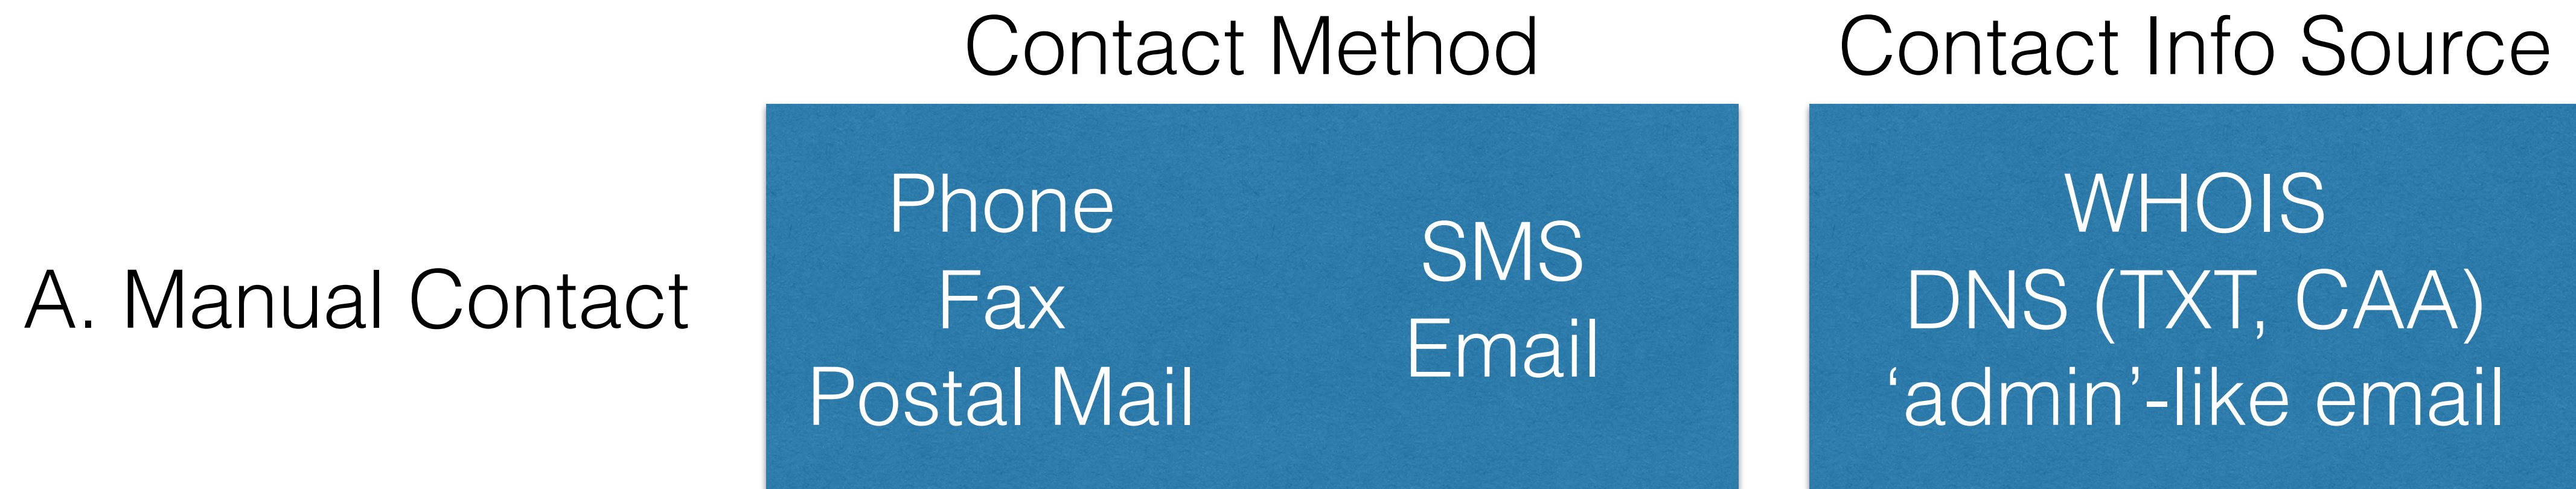 Contact Method
Contact Info Source
A. Manual Contact
Phone
Fax
Postal Mail
SMS
Email
WHOIS
DNS (TXT, CAA)
‘admin’-like email